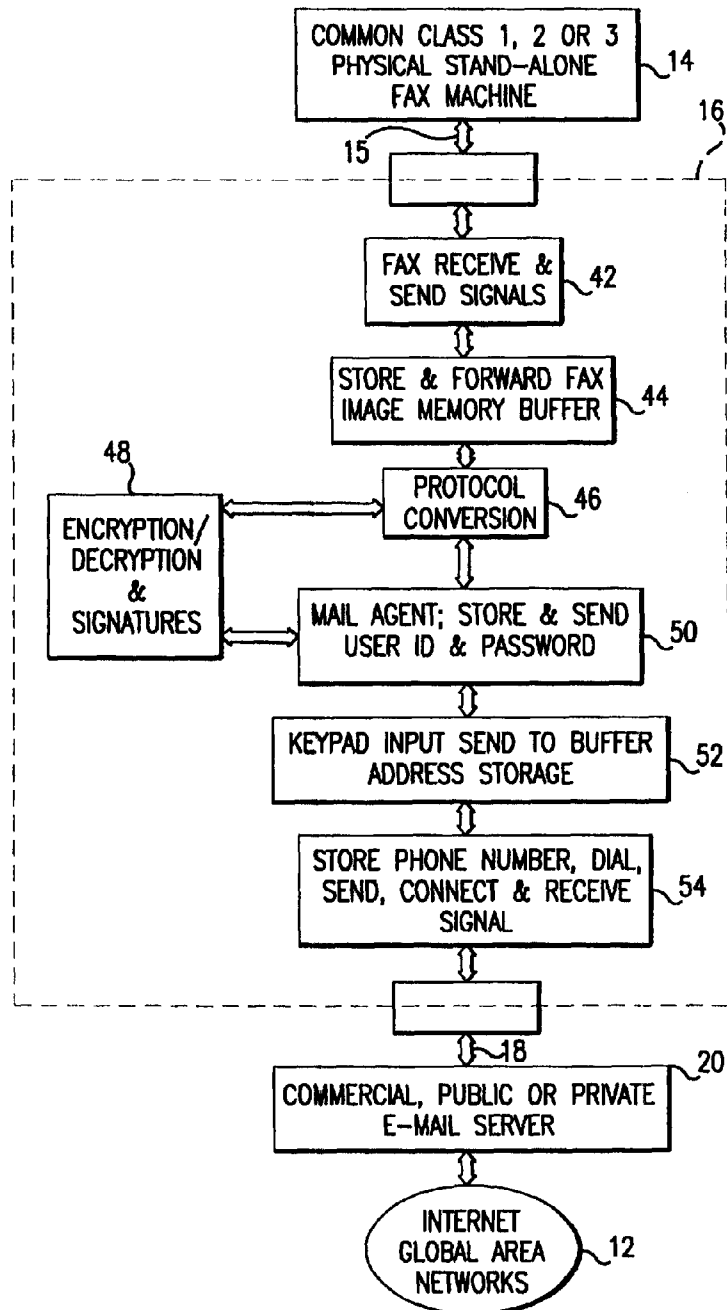 COMMON CLASS 1, 2 OR 3
PHYSICAL STAND-ALONE
FAX MACHINE
14
15
16
FAX RECEIVE &
SEND SIGNALS
42
STORE & FORWARD FAX
IMAGE MEMORY BUFFER
44
48
PROTOCOL
CONVERSION
46
ENCRYPTION/
DECRYPTION
&
SIGNATURES
MAIL AGENT; STORE & SEND
USER ID & PASSWORD
50
KEYPAD INPUT SEND TO BUFFER
ADDRESS STORAGE
52
STORE PHONE NUMBER, DIAL,
SEND, CONNECT & RECEIVE
SIGNAL
54
18
20
COMMERCIAL, PUBLIC OR PRIVATE
E-MAIL SERVER
INTERNET
GLOBAL AREA
NETWORKS
12